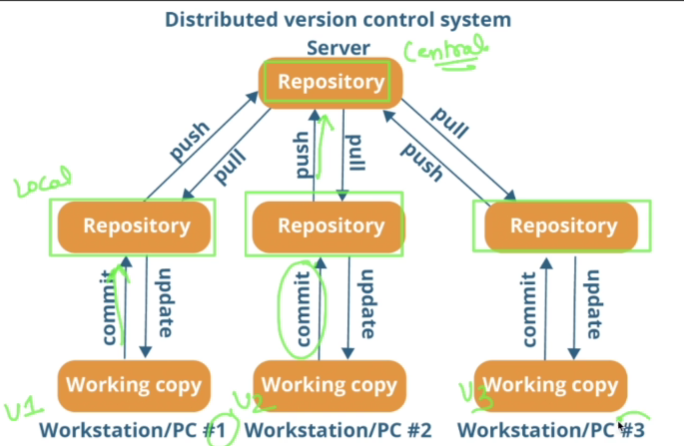 Distributed version control system
Server
Central
Repository
push
pull
push
pull
push
pull
Local
Repository
Repository
Repository
commit
update
commit
update
commit
update
V1
V2
V3
Working copy
Working copy
Working copy
Workstation/PC #1
Workstation/PC #2
Workstation/PC #3